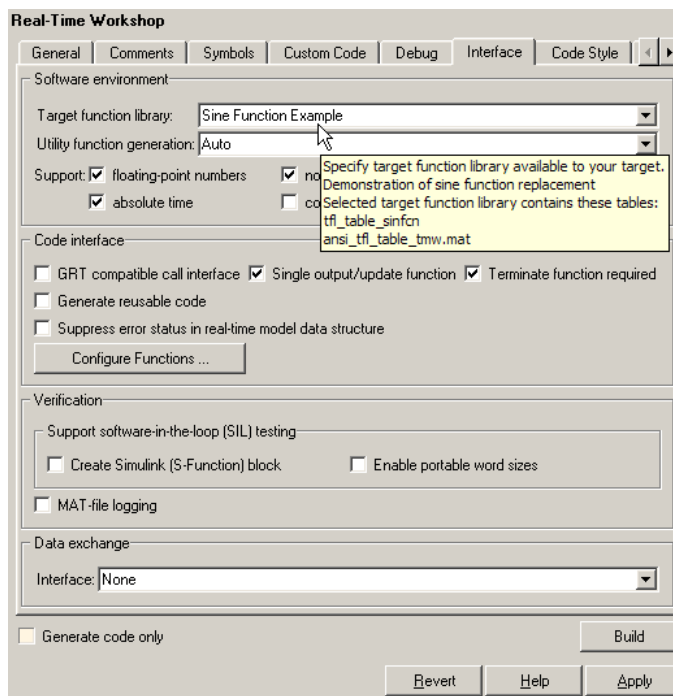 Real-Time Workshop
General Comments Symbols Custom Code Debug Interface Code Style
Software environment
Target function library: Sine Function Example
Utility function generation: Auto
Specify target function library available to your target.
Demonstration of sine function replacement
Selected target function library contains these tables:
tfl_table_sinfcn
ansi_tfl_table_tmw.mat
Support: floating-point numbers no
absolute time co
Code interface
GRT compatible call interface Single output/update function Terminate function required
Generate reusable code
Suppress error status in real-time model data structure
Configure Functions ...
Verification
Support software-in-the-loop (SIL) testing
Create Simulink (S-Function) block Enable portable word sizes
MAT-file logging
Data exchange
Interface: None
Generate code only Build
Revert Help Apply